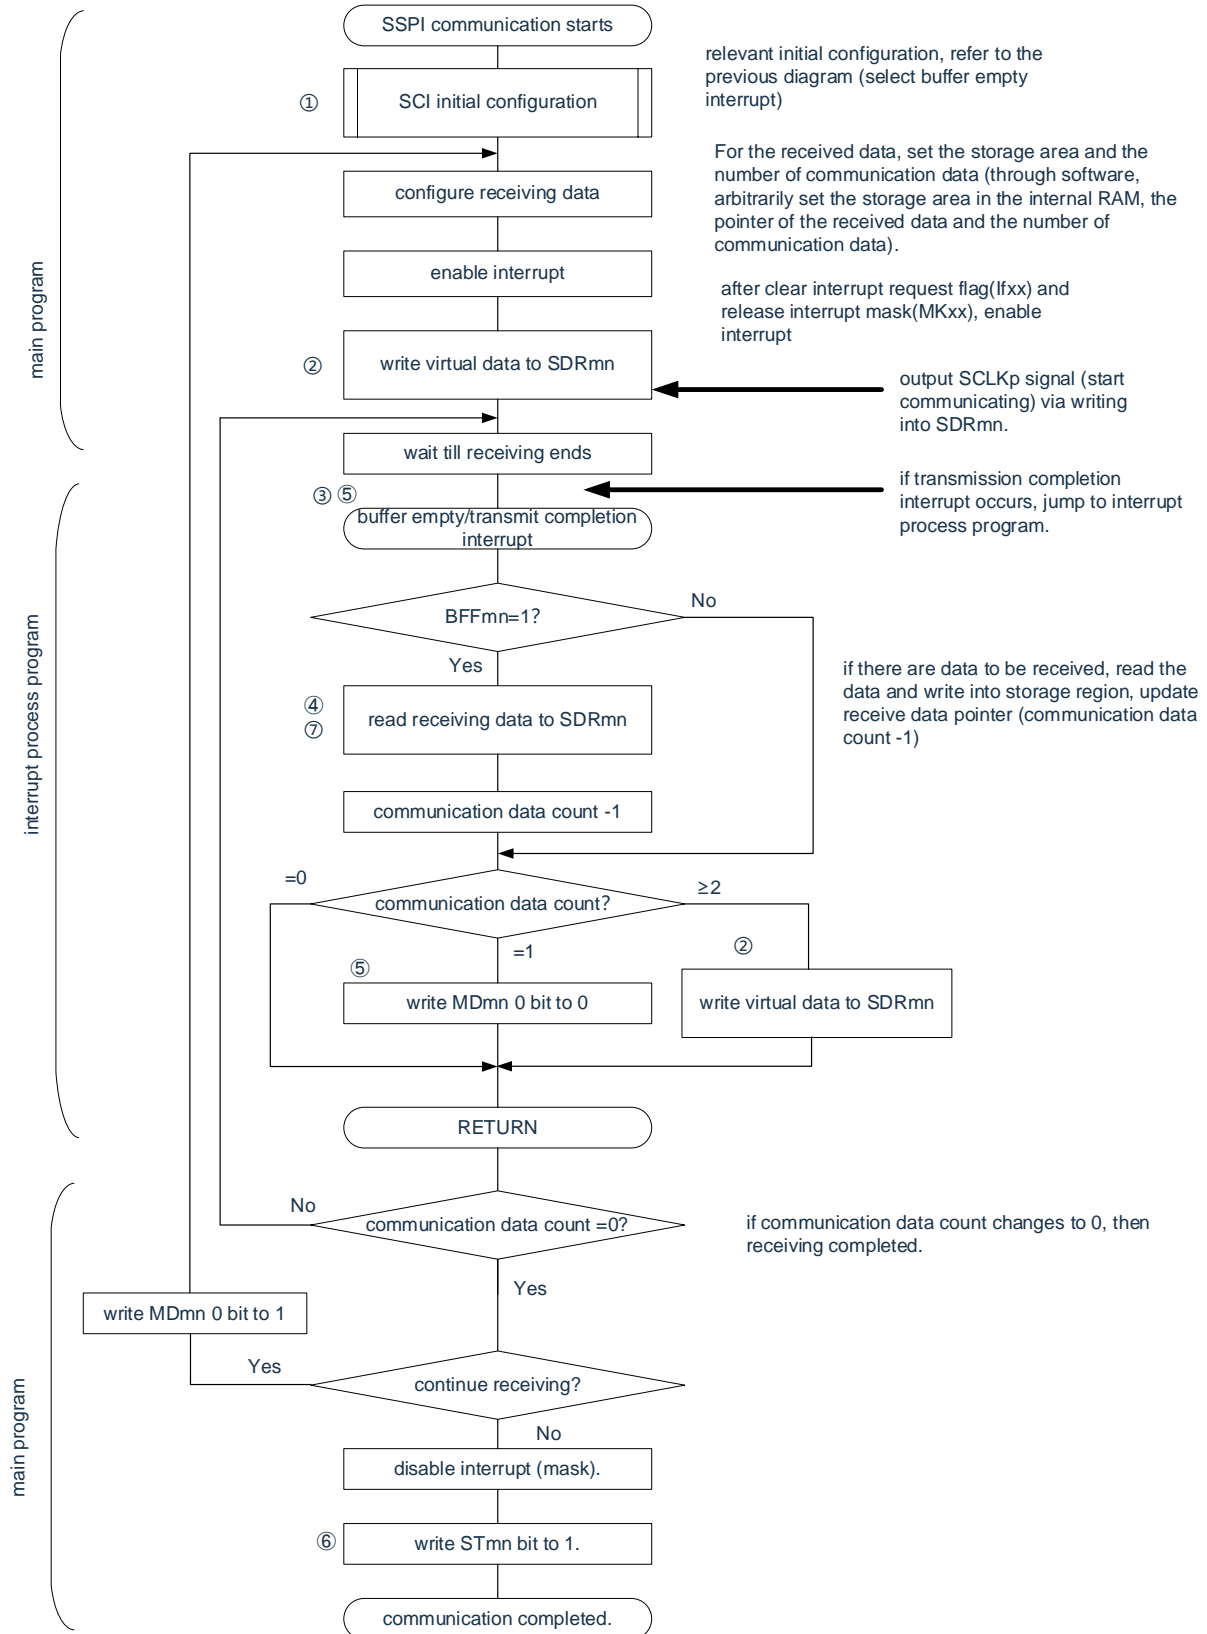 SSPI communication starts
relevant initial configuration, refer to the
previous diagram (select buffer empty
interrupt)
①
SCI initial configuration
For the received data, set the storage area and the
number of communication data (through software,
arbitrarily set the storage area in the internal RAM, the
pointer of the received data and the number of
communication data).
configure receiving data
main program
enable interrupt
after clear interrupt request flag(Ifxx) and
release interrupt mask(MKxx), enable
interrupt
②
write virtual data to SDRmn
output SCLKp signal (start
communicating) via writing
into SDRmn.
wait till receiving ends
③ ⑤
if transmission completion
interrupt occurs, jump to interrupt
process program.
buffer empty/transmit completion
interrupt
BFFmn=1?
No
Yes
interrupt process program
④
⑦
read receiving data to SDRmn
if there are data to be received, read the
data and write into storage region, update
receive data pointer (communication data
count -1)
communication data count -1
=0
communication data count?
≥2
=1
②
⑤
write MDmn 0 bit to 0
write virtual data to SDRmn
RETURN
No
communication data count =0?
if communication data count changes to 0, then
receiving completed.
Yes
write MDmn 0 bit to 1
Yes
continue receiving?
No
main program
disable interrupt (mask).
⑥
write STmn bit to 1.
communication completed.